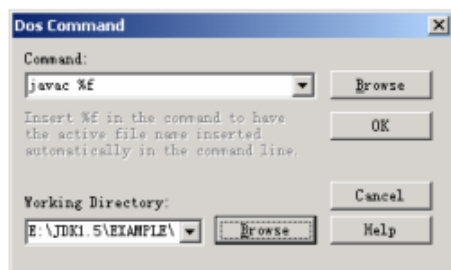 Dos Command
Command:
javac %f
Browse
Insert %f in the command to have
the active file name inserted
automatically in the command line.
OK
Working Directory:
Cancel
E:\JDK1.5\EXAMPLE\
Browse
Help